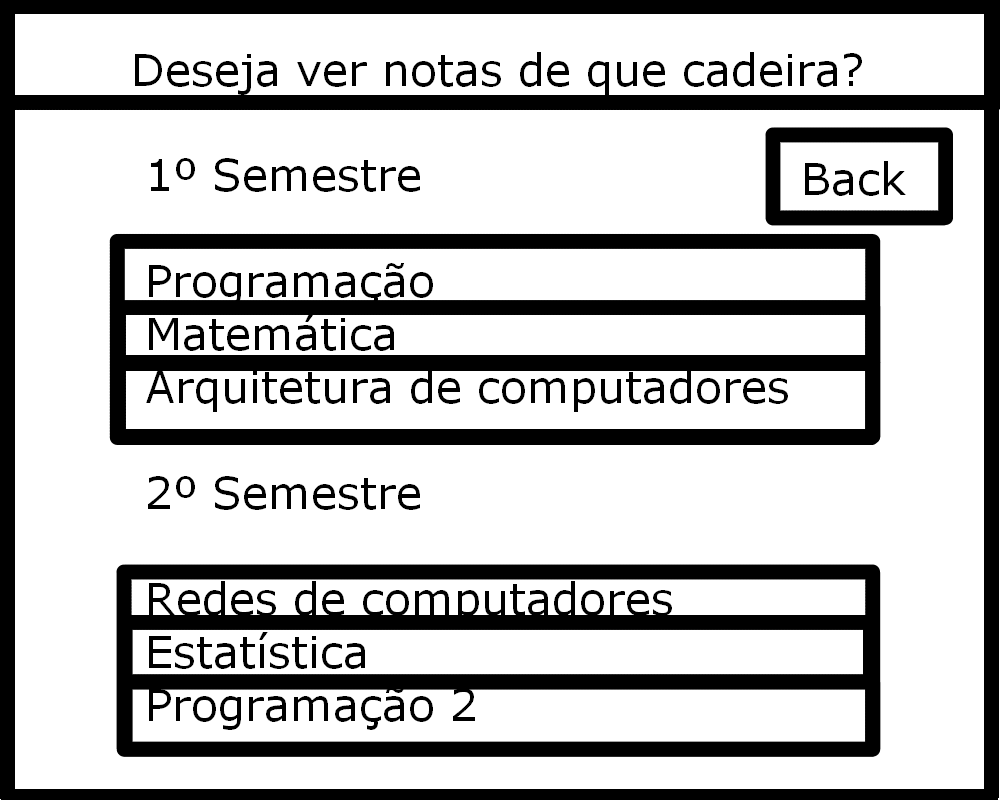 Deseja ver notas de que cadeira?
1º Semestre
Back
Programação
Matemática
Arquitetura de computadores
2º Semestre
Redes de computadores
Estatística
Programação 2